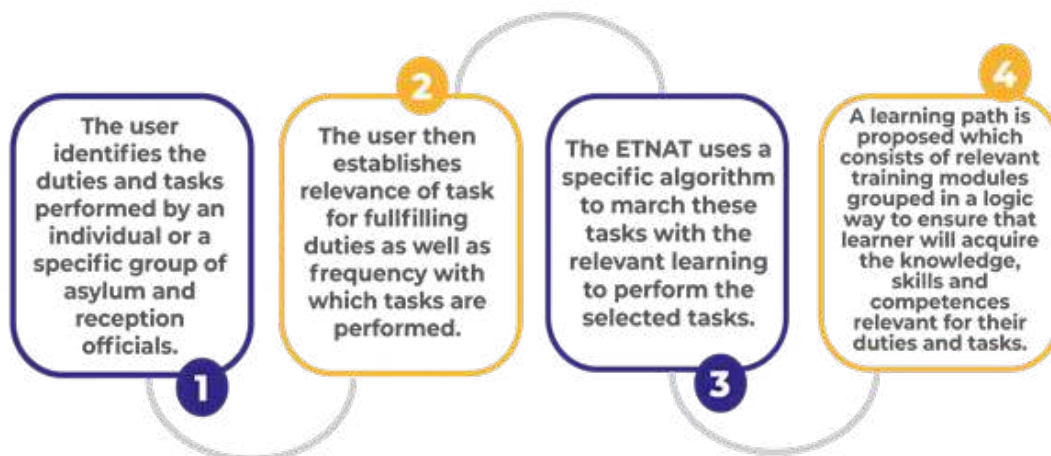 1
The user
identifies the
duties and tasks
performed by an
individual or a
specific group of
asylum and
reception
officials.
2
The user then
establishes
relevance of task
for fullfilling
duties as well as
frequency with
which tasks are
performed.
3
The ETNAT uses a
specific algorithm
to march these
tasks with the
relevant learning
to perform the
selected tasks.
4
A learning path is
proposed which
consists of relevant
training modules
grouped in a logic
way to ensure that
learner will acquire
the knowledge,
skills and
competences
relevant for their
duties and tasks.